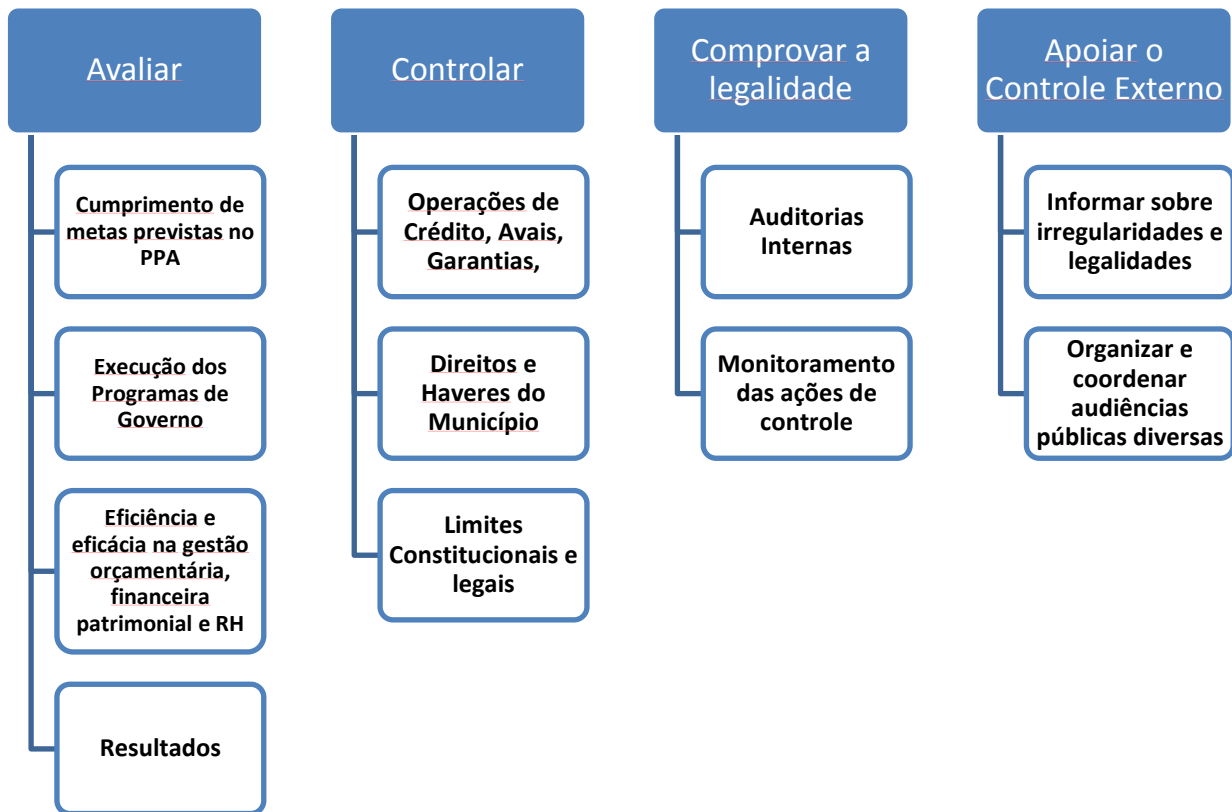 Avaliar
Cumprimento de
metas previstas no
PPA
Execução dos
Programas de
Governo
Eficiência e
eficácia na gestão
orçamentária,
financeira
patrimonial e RH
Resultados
Controlar
Operações de
Crédito, Avais,
Garantias,
Direitos e
Haveres do
Município
Limites
Constitucionais e
legais
Comprovar a
legalidade
Auditorias
Internas
Monitoramento
das ações de
controle
Apoiar o
Controle Externo
Informar sobre
irregularidades e
legalidades
Organizar e
coordenar
audiências
públicas diversas